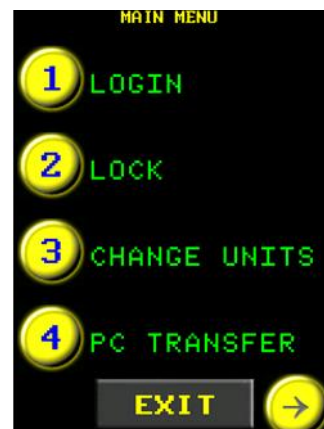 MAIN MENU
1 LOGIN
2 LOCK
3 CHANGE UNITS
4 PC TRANSFER
EXIT →